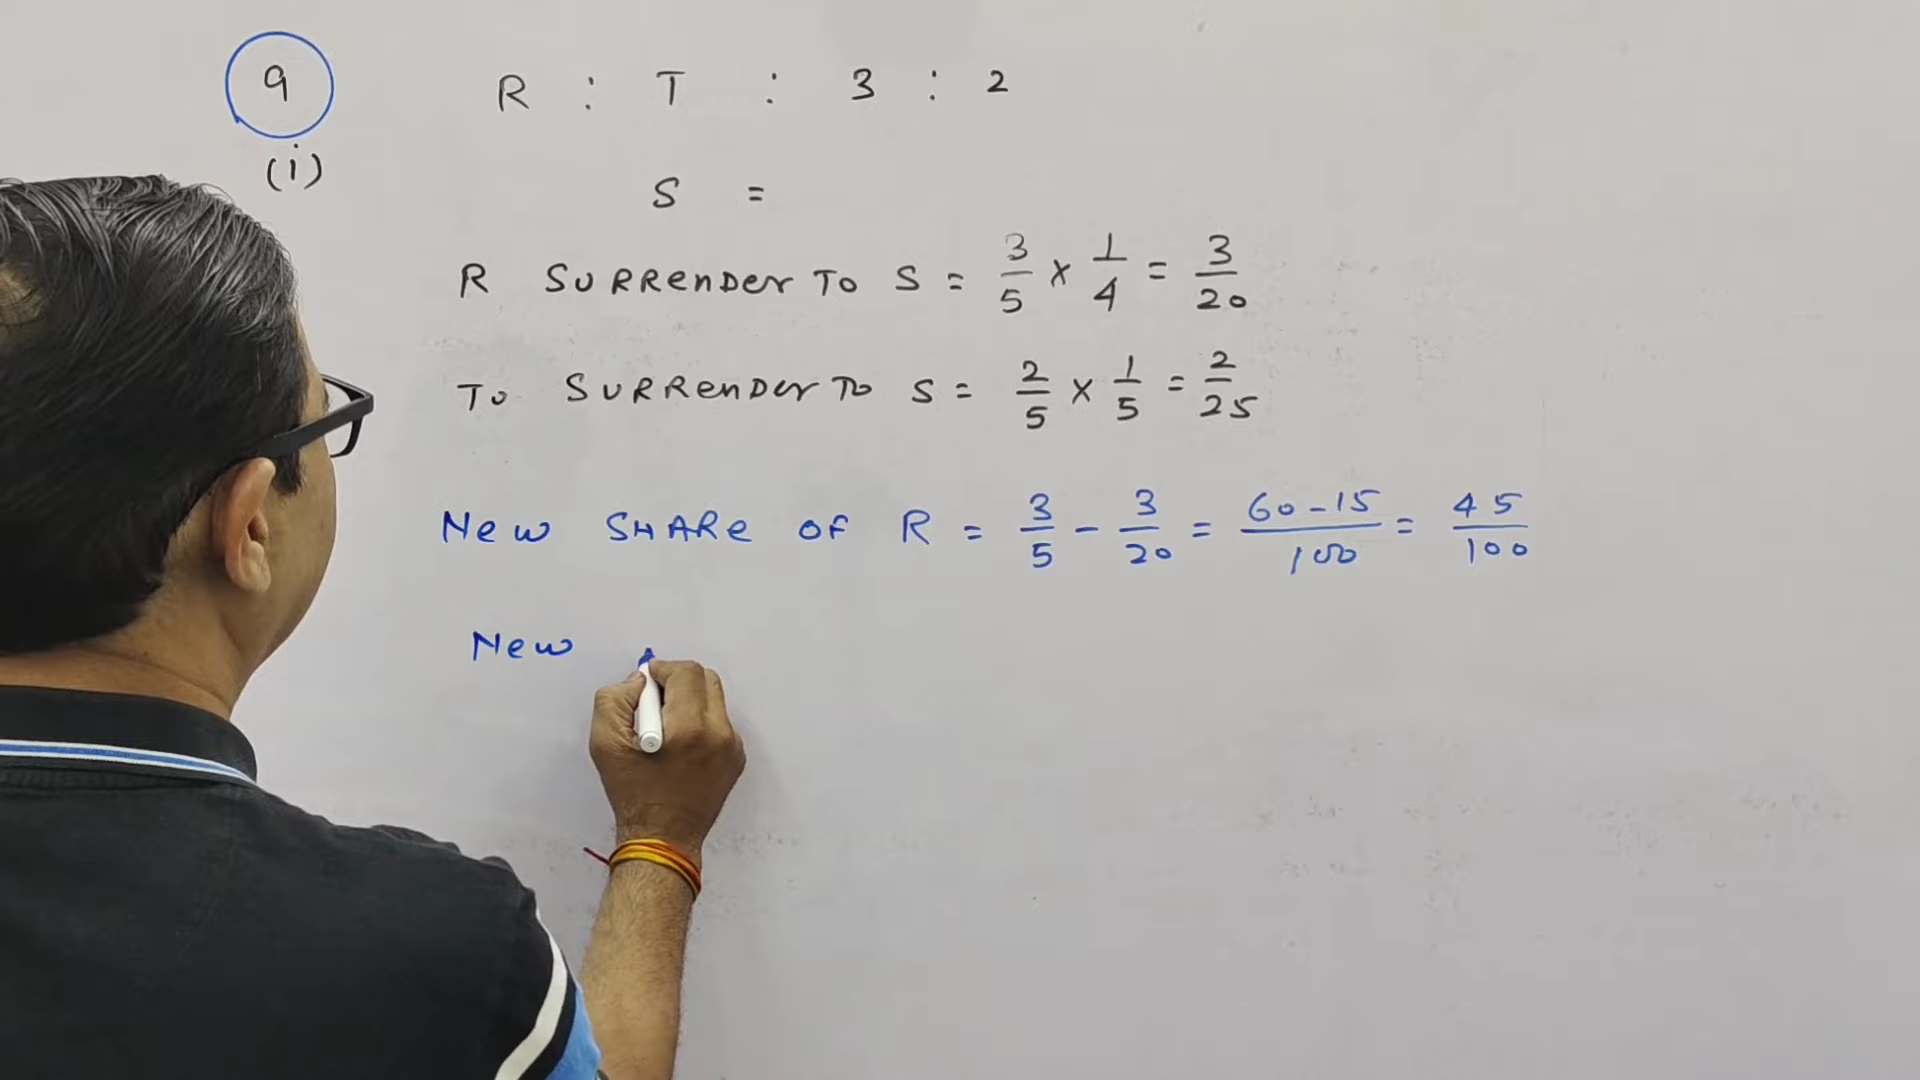 9 R : T : 3 : 2
(i)
S =
R SURRENDER TO S = 3/5 × 1/4 = 3/20
To SURRENDER TO S = 2/5 × 1/5 = 2/25
New SHARE OF R = 3/5 - 3/20 = 60-15/100 = 45/100
New